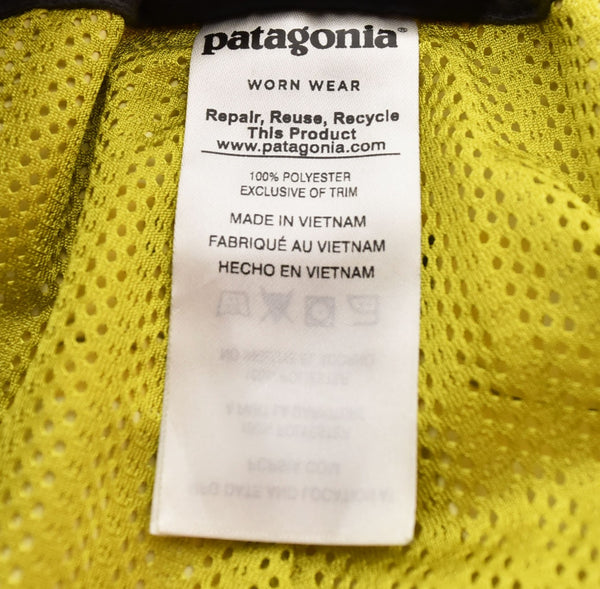 patagonia®
WORN WEAR
Repair, Reuse, Recycle
This Product
www.patagonia.com
100% POLYESTER
EXCLUSIVE OF TRIM
MADE IN VIETNAM
FABRIQUÉ AU VIETNAM
HECHO EN VIETNAM